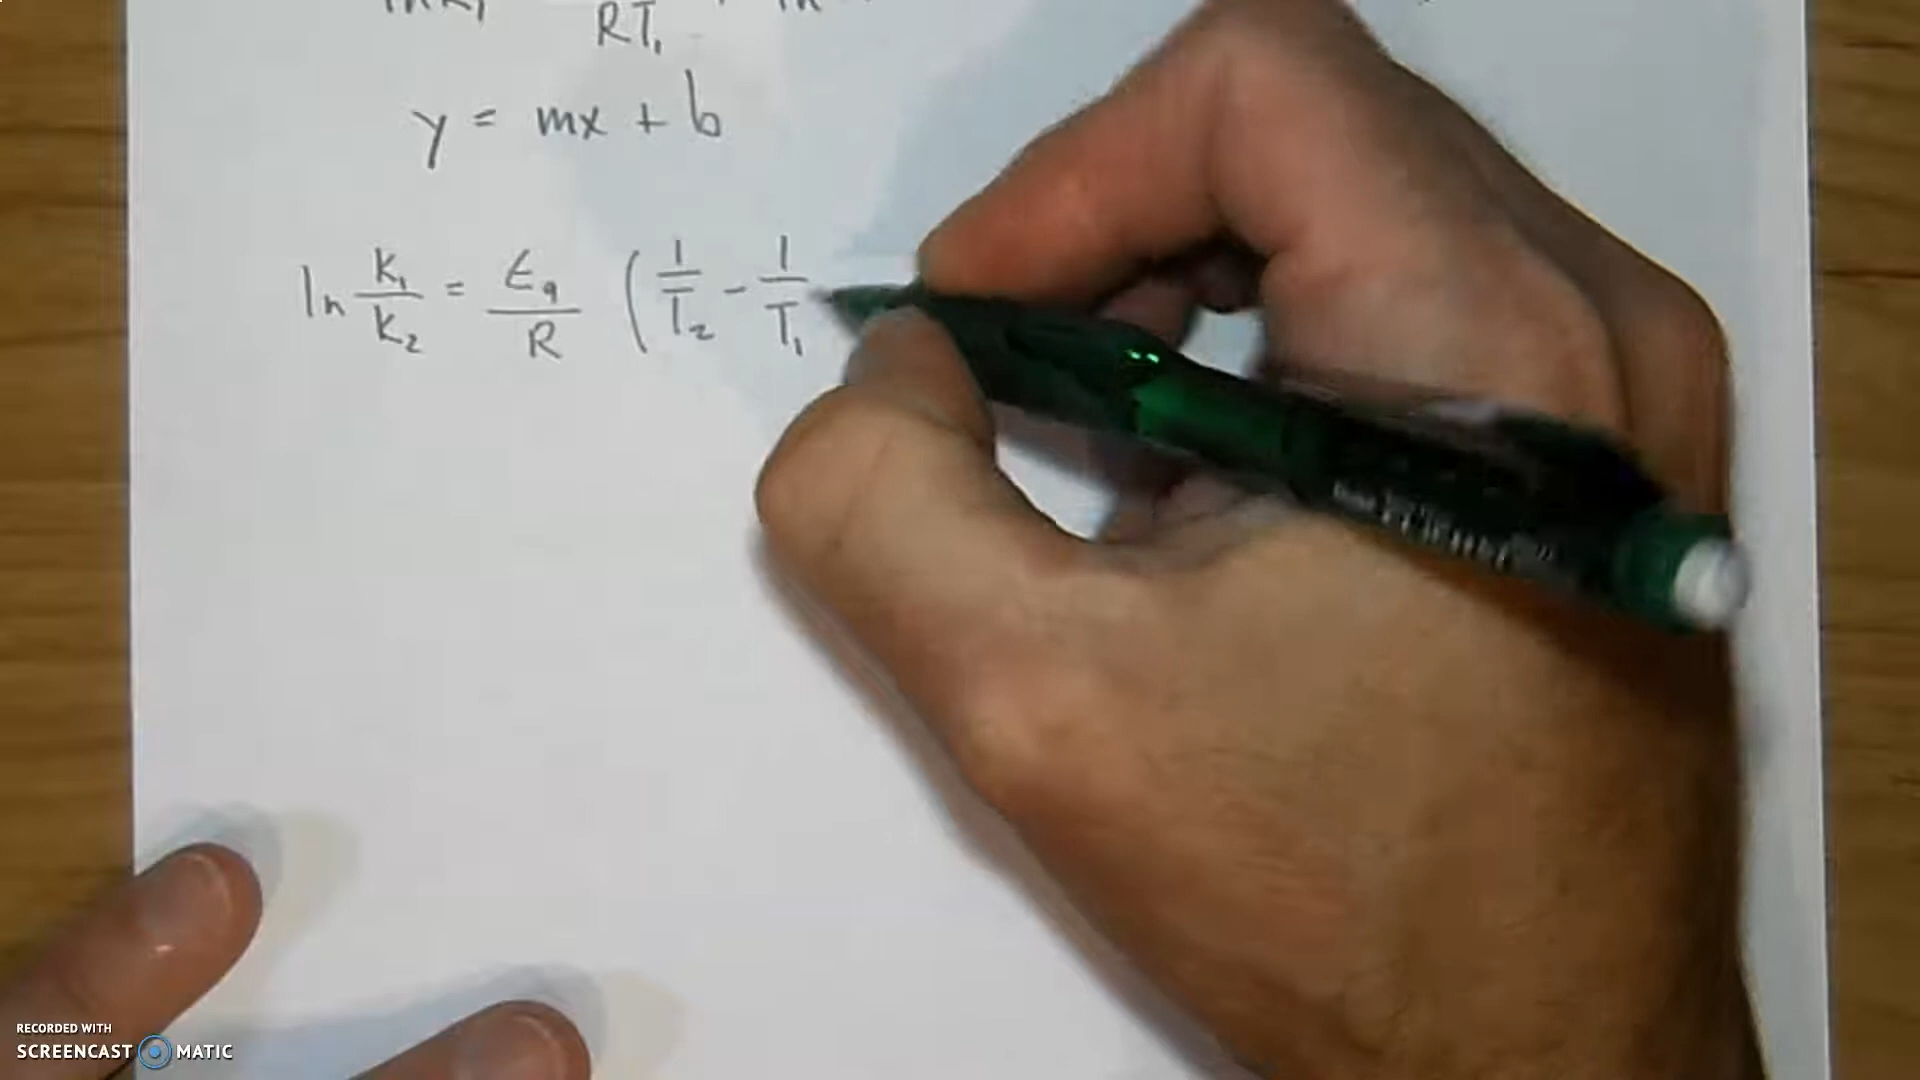 RT₁
y = mx + b
ln K₁/K₂ = Ea/R (1/T₂ - 1/T₁
RECORDED WITH
SCREENCAST MATIC